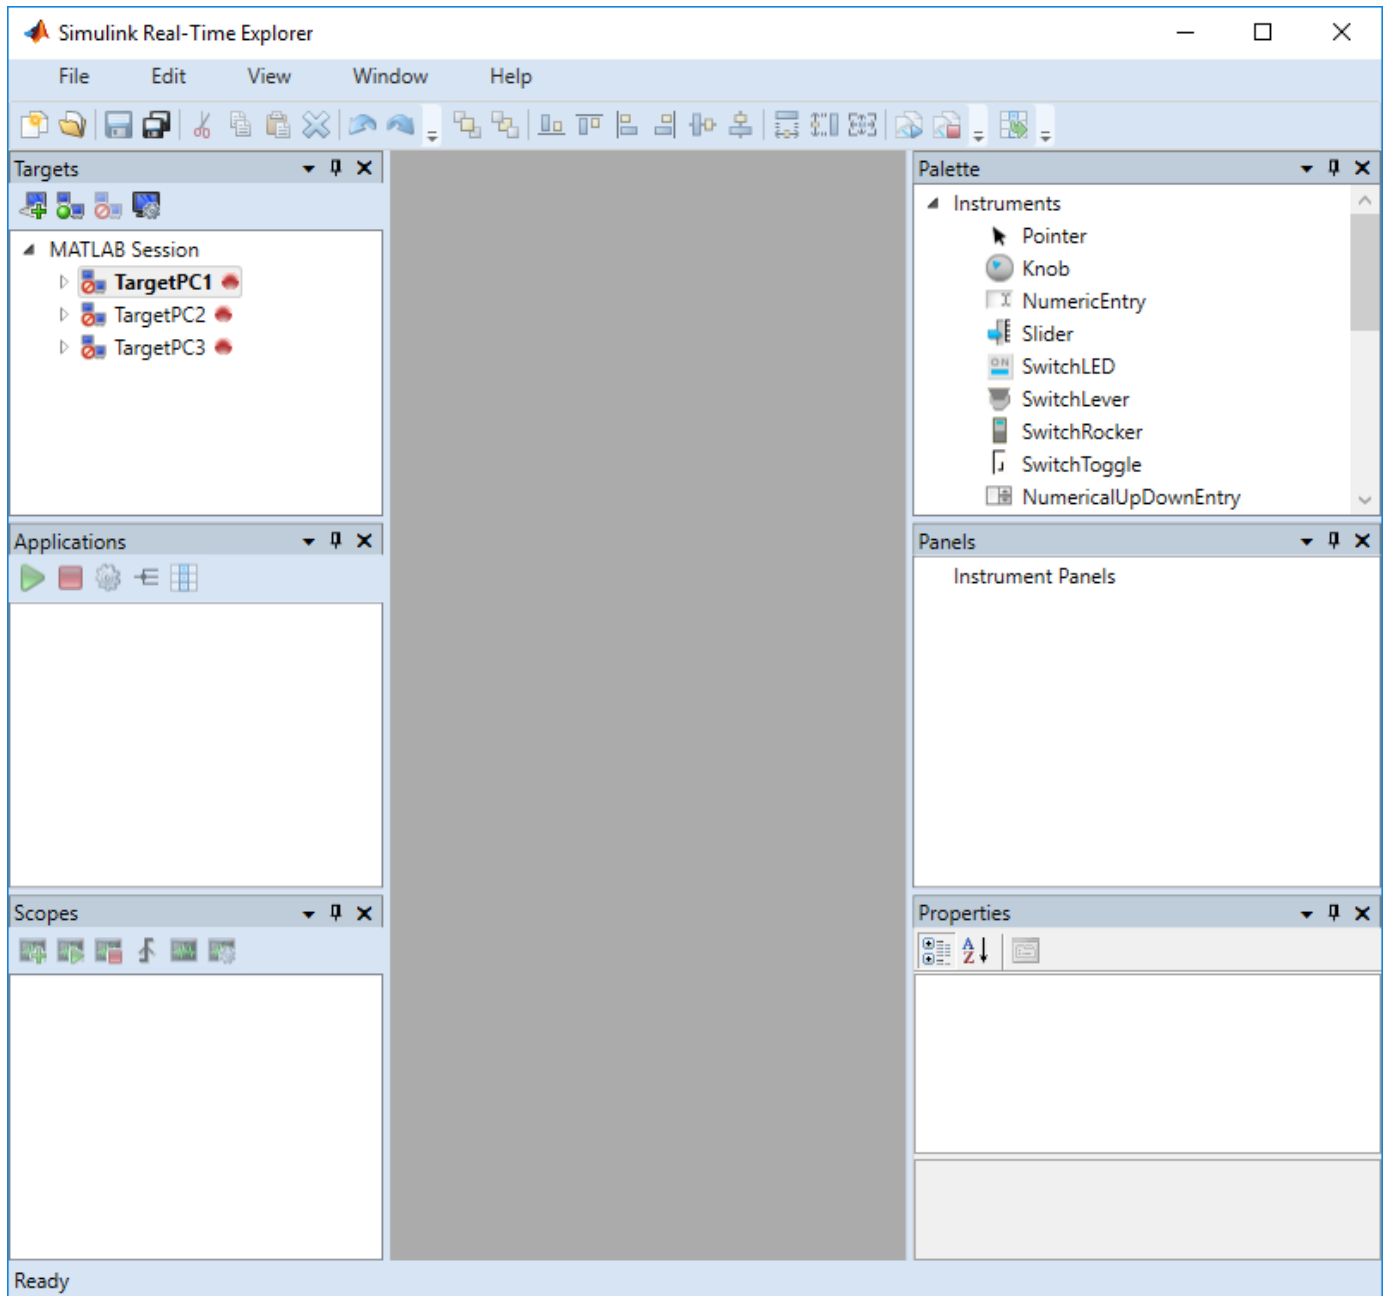 Simulink Real-Time Explorer
File Edit View Window Help
Targets
MATLAB Session
TargetPC1
TargetPC2
TargetPC3
Applications
Scopes
Palette
Instruments
Pointer
Knob
NumericEntry
Slider
ON
SwitchLED
SwitchLever
SwitchRocker
SwitchToggle
NumericalUpDownEntry
Panels
Instrument Panels
Properties
A
Z
Ready